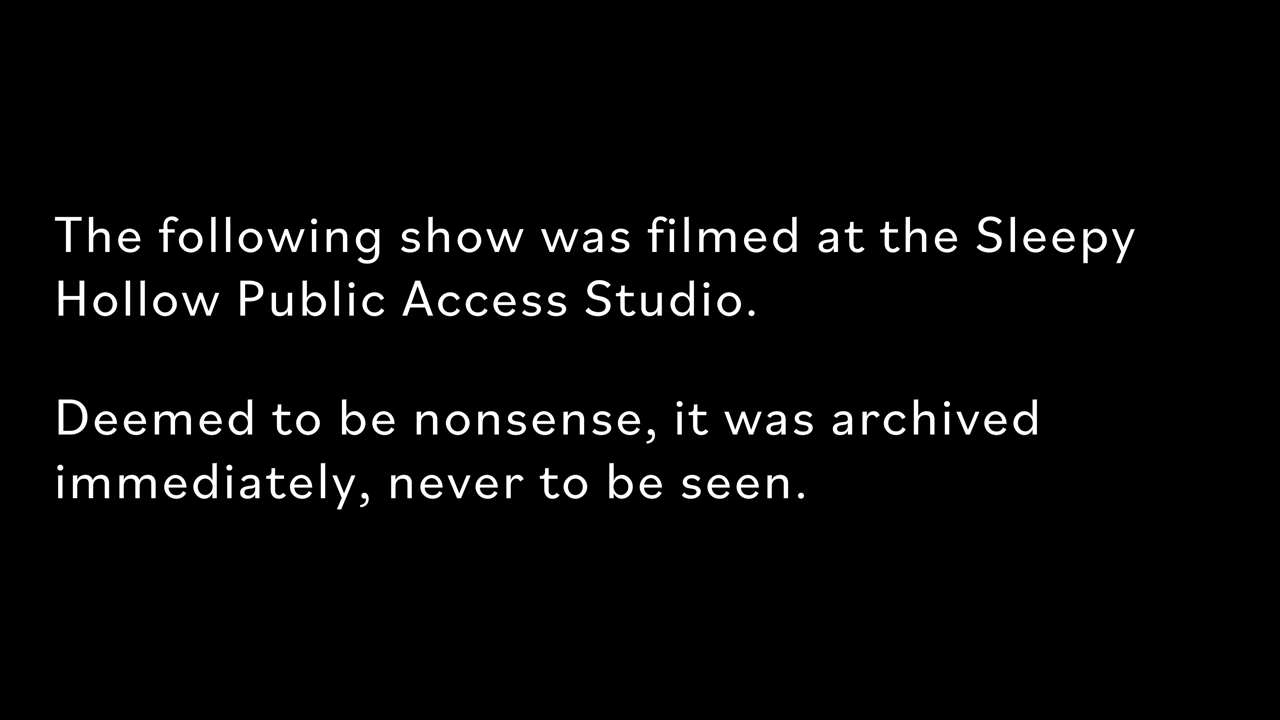 The following show was filmed at the Sleepy
Hollow Public Access Studio.
Deemed to be nonsense, it was archived
immediately, never to be seen.